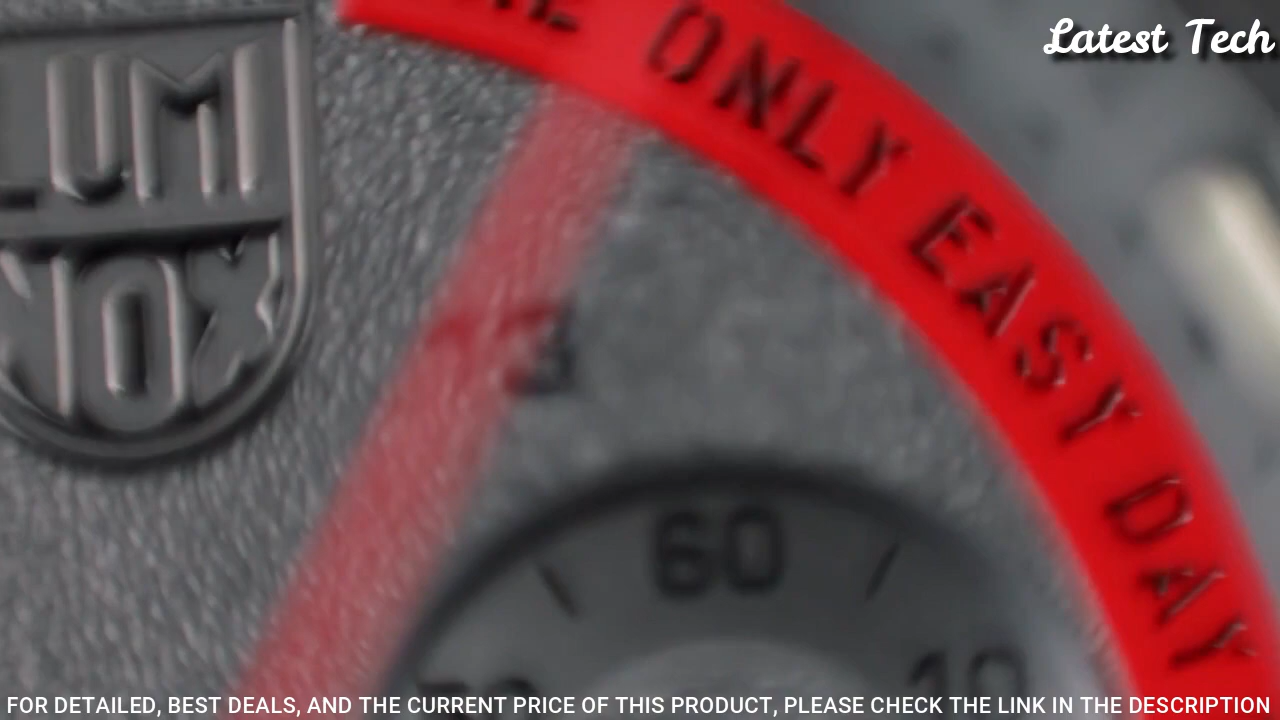 Latest Tech
LUMI
NOX
ONLY EASY DAY
60
10
FOR DETAILED, BEST DEALS, AND THE CURRENT PRICE OF THIS PRODUCT, PLEASE CHECK THE LINK IN THE DESCRIPTION